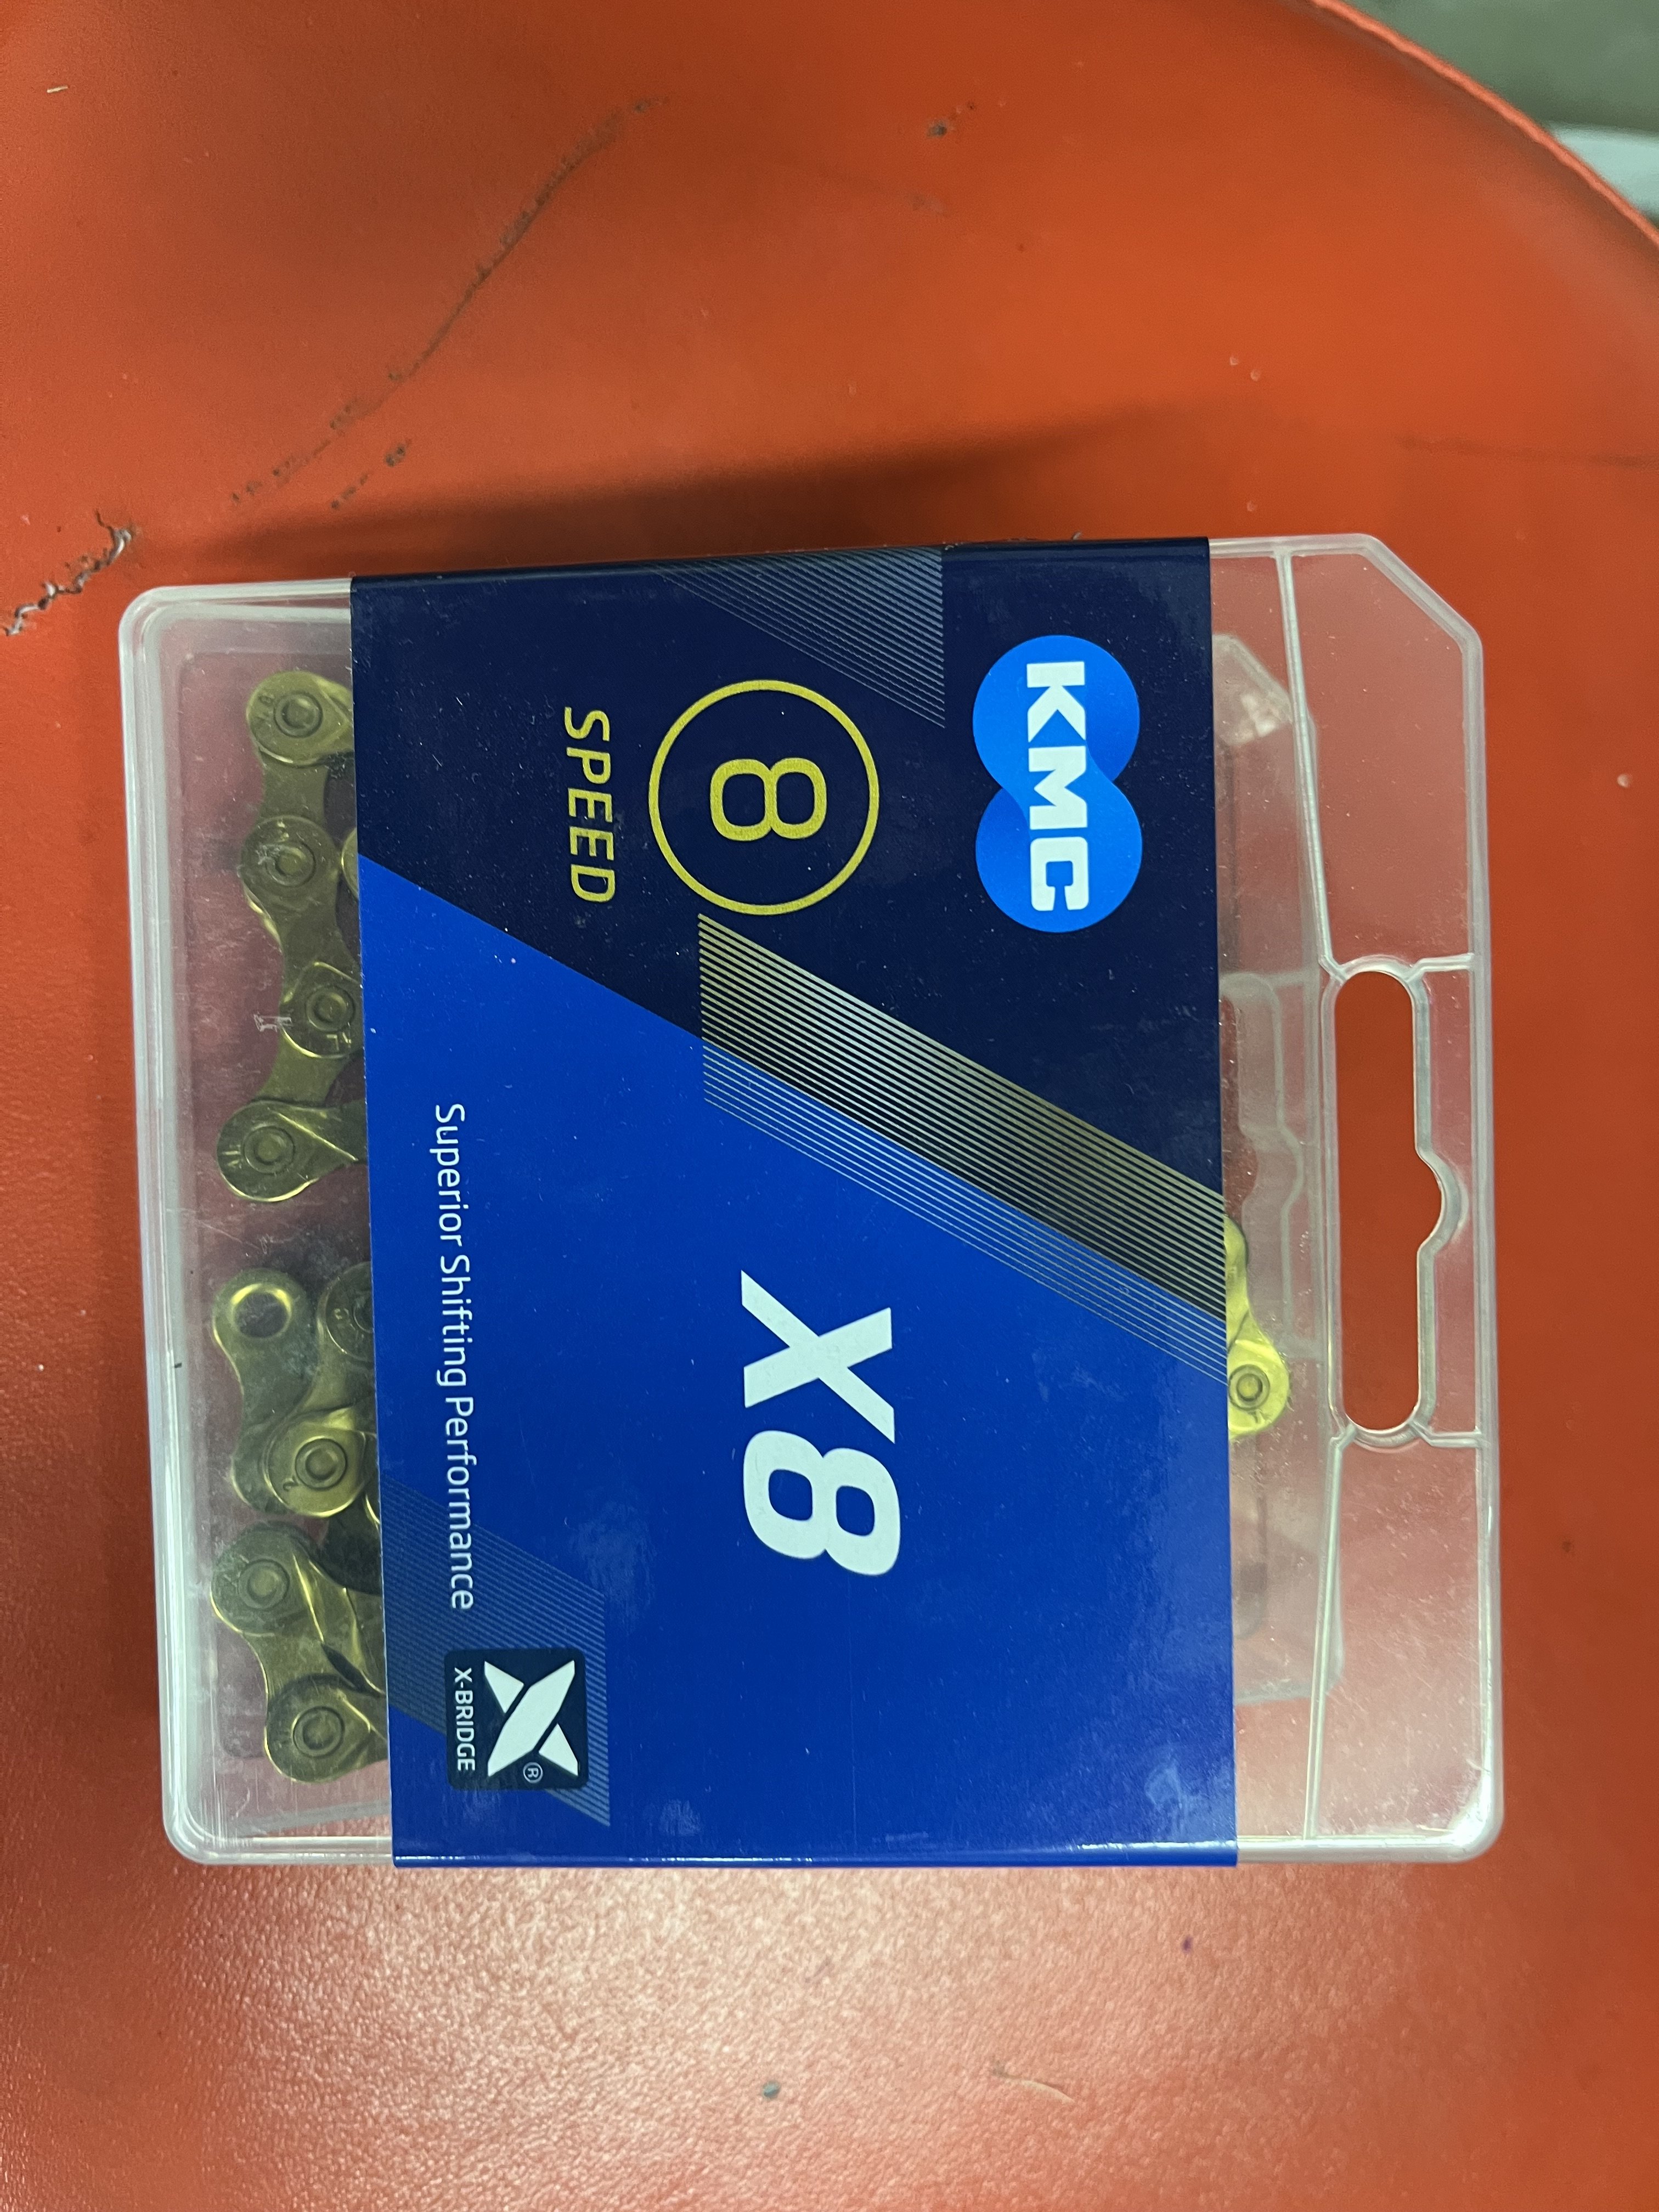 KMC
8
SPEED
X8
Superior Shifting Performance
X-BRIDGE
®